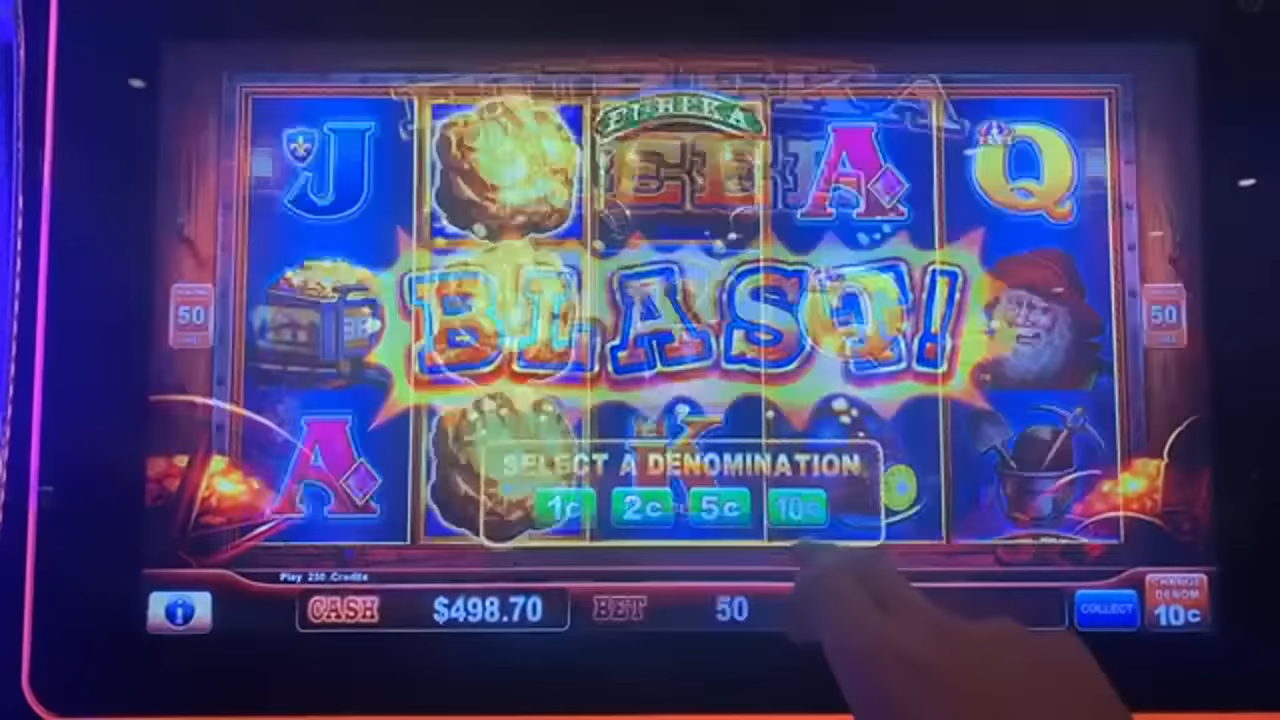 EUREKA
EUREKA
J
A
Q
BLAST!
50
50
A
K
SELECT A DENOMINATION
1c 2c 5c 10c
Play 250 Credits
CASH $498.70 BET 50
COLLECT
CHANGE
DENOM
10c